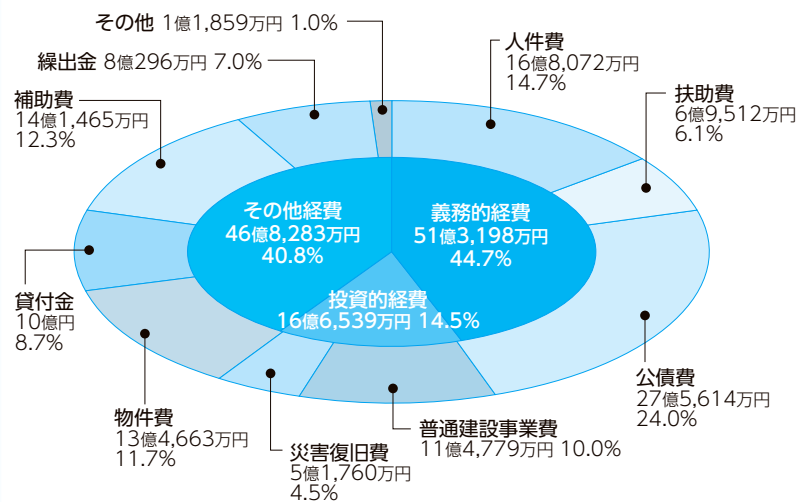 その他 1億1,859万円 1.0%
繰出金 8億296万円 7.0%
補助費
14億1,465万円
12.3%
人件費
16億8,072万円
14.7%
扶助費
6億9,512万円
6.1%
その他経費
46億8,283万円
40.8%
義務的経費
51億3,198万円
44.7%
投資的経費
16億6,539万円 14.5%
貸付金
10億円
8.7%
物件費
13億4,663万円
11.7%
災害復旧費
5億1,760万円
4.5%
普通建設事業費
11億4,779万円 10.0%
公債費
27億5,614万円
24.0%